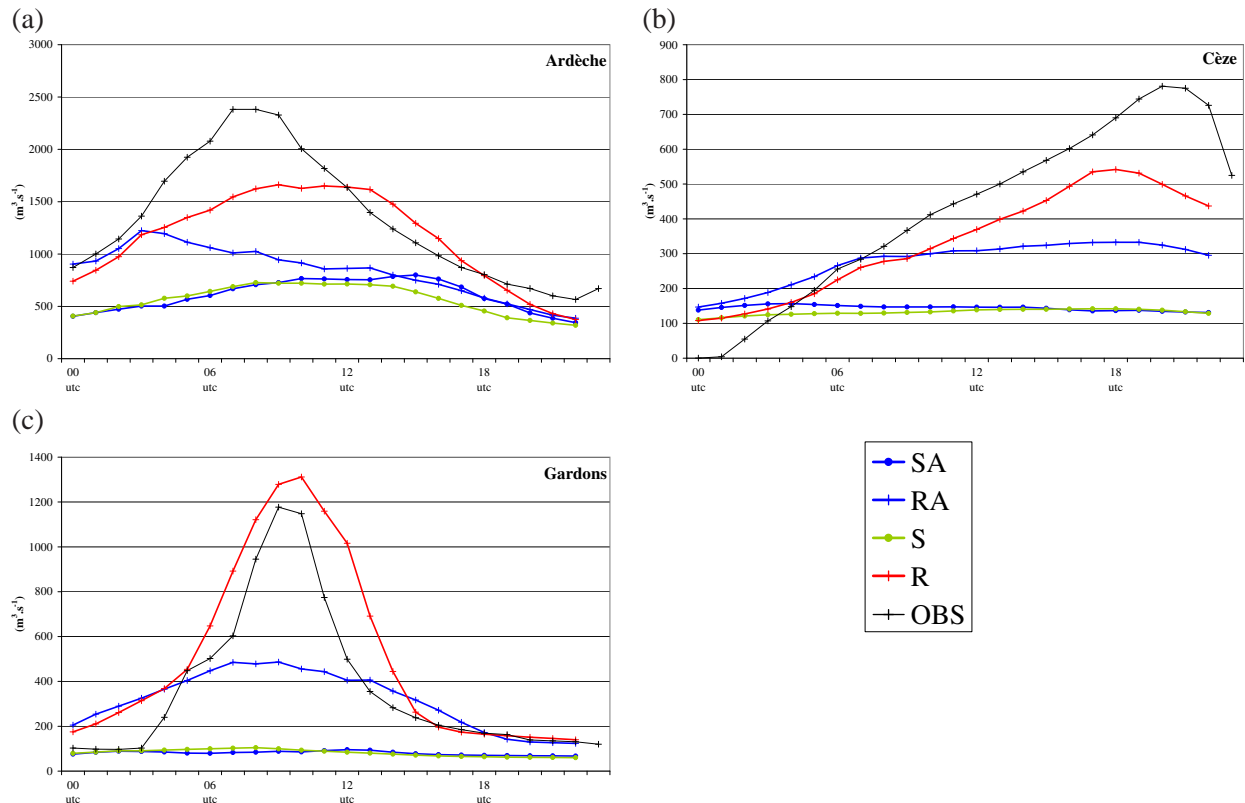 (a)
Ardèche
(m³.s⁻¹)
3000
2500
2000
1500
1000
500
0
00 06 12 18
utc utc utc utc
(b)
Cèze
(m³.s⁻¹)
900
800
700
600
500
400
300
200
100
0
00 06 12 18
utc utc utc utc
(c)
Gardons
(m³.s⁻¹)
1400
1200
1000
800
600
400
200
0
00 06 12 18
utc utc utc utc
SA
RA
S
R
OBS